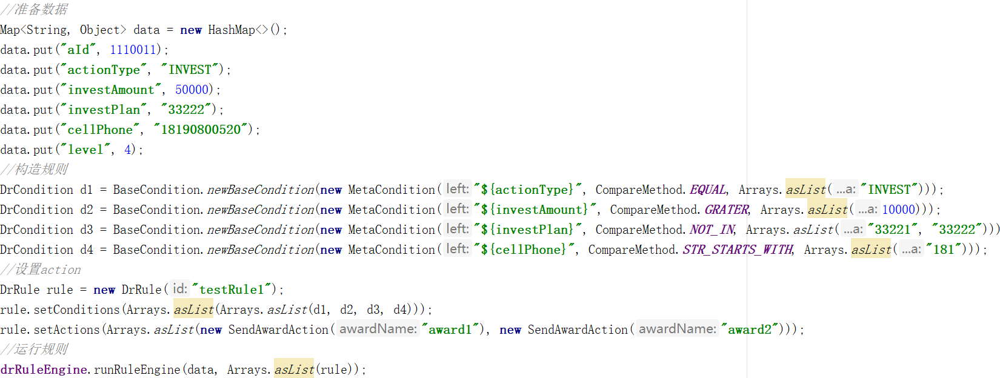 //准备数据
Map<String, Object> data = new HashMap<>();
data.put("aId", 1110011);
data.put("actionType", "INVEST");
data.put("investAmount", 50000);
data.put("investPlan", "33222");
data.put("cellPhone", "18190800520");
data.put("level", 4);
//构造规则
DrCondition d1 = BaseCondition.newBaseCondition(new MetaCondition( left: "${actionType}", CompareMethod.EQUAL, Arrays.asList( ...a: "INVEST")));
DrCondition d2 = BaseCondition.newBaseCondition(new MetaCondition( left: "${investAmount}", CompareMethod.GRATER, Arrays.asList( ...a: 10000)));
DrCondition d3 = BaseCondition.newBaseCondition(new MetaCondition( left: "${investPlan}", CompareMethod.NOT_IN, Arrays.asList( ...a: "33221", "33222")))
DrCondition d4 = BaseCondition.newBaseCondition(new MetaCondition( left: "${cellPhone}", CompareMethod.STR_STARTS_WITH, Arrays.asList( ...a: "181")));
//设置action
DrRule rule = new DrRule( id: "testRule1");
rule.setConditions(Arrays.asList(Arrays.asList(d1, d2, d3, d4)));
rule.setActions(Arrays.asList(new SendAwardAction( awardName: "award1"), new SendAwardAction( awardName: "award2")));
//运行规则
drRuleEngine.runRuleEngine(data, Arrays.asList(rule));